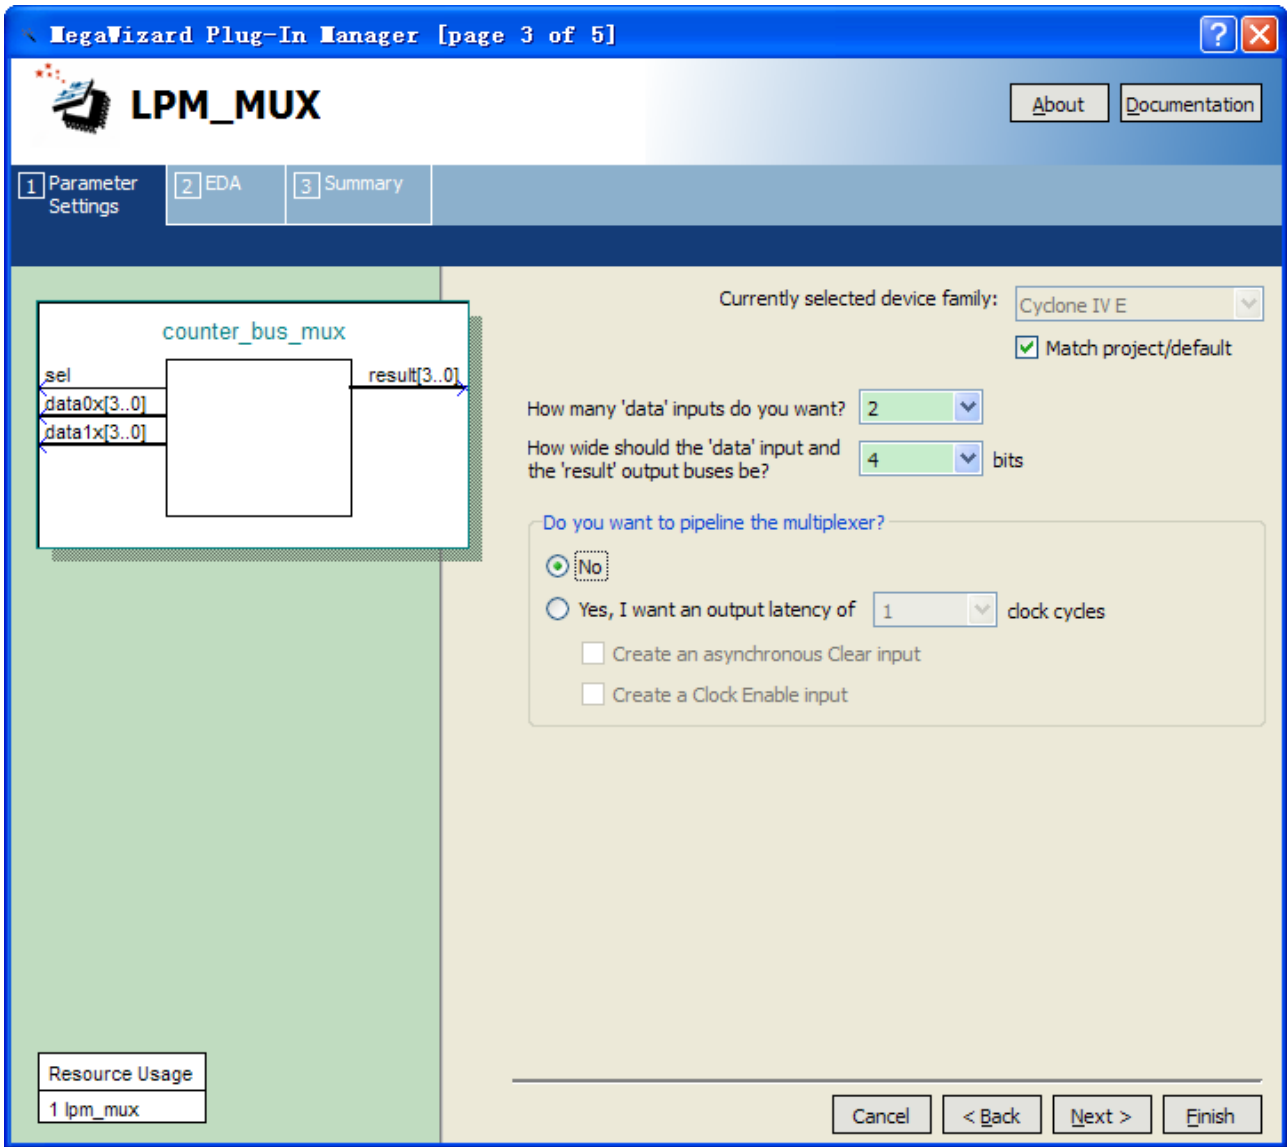 MegaWizard Plug-In Manager [page 3 of 5]
LPM_MUX
About
Documentation
1 Parameter Settings
2 EDA
3 Summary
Currently selected device family:
Cyclone IV E
Match project/default
counter_bus_mux
sel
result[3..0]
data0x[3..0]
data1x[3..0]
How many 'data' inputs do you want? 2
How wide should the 'data' input and
the 'result' output buses be?
4 bits
Do you want to pipeline the multiplexer?
No
Yes, I want an output latency of 1 clock cycles
Create an asynchronous Clear input
Create a Clock Enable input
Resource Usage
1 lpm_mux
Cancel
< Back
Next >
Finish